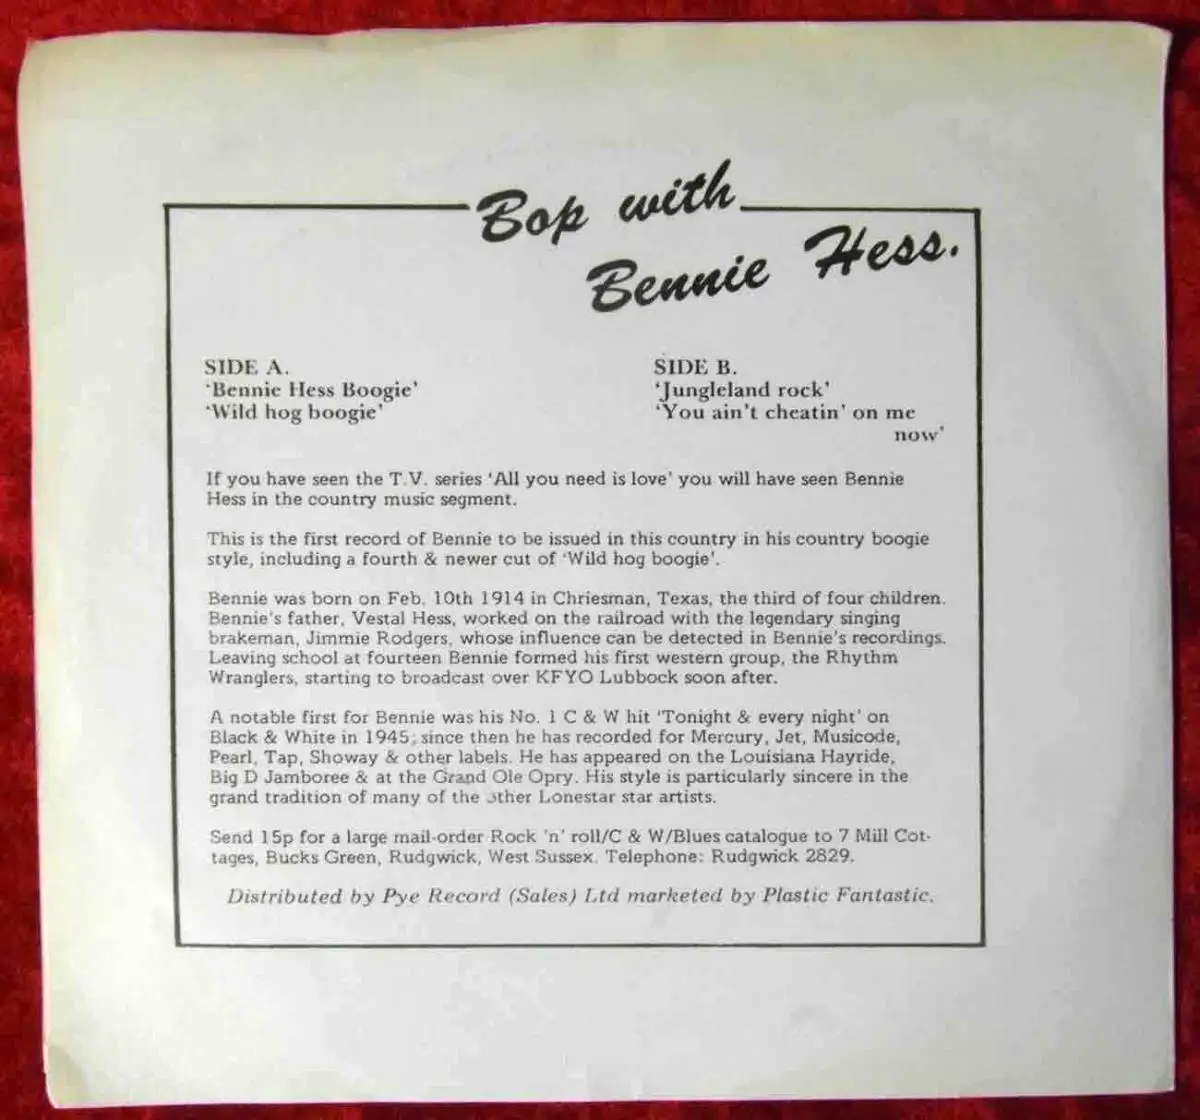 Bop with
Bennie Hess.
SIDE A.
'Bennie Hess Boogie'
'Wild hog boogie'
SIDE B.
'Jungleland rock'
'You ain't cheatin' on me
now'
If you have seen the T.V. series 'All you need is love' you will have seen Bennie
Hess in the country music segment.
This is the first record of Bennie to be issued in this country in his country boogie
style, including a fourth & newer cut of 'Wild hog boogie'.
Bennie was born on Feb. 10th 1914 in Chriesman, Texas, the third of four children.
Bennie's father, Vestal Hess, worked on the railroad with the legendary singing
brakeman, Jimmie Rodgers, whose influence can be detected in Bennie's recordings.
Leaving school at fourteen Bennie formed his first western group, the Rhythm
Wranglers, starting to broadcast over KFYO Lubbock soon after.
A notable first for Bennie was his No. 1 C & W hit 'Tonight & every night' on
Black & White in 1945; since then he has recorded for Mercury, Jet, Musicode,
Pearl, Tap, Showay & other labels. He has appeared on the Louisiana Hayride,
Big D Jamboree & at the Grand Ole Opry. His style is particularly sincere in the
grand tradition of many of the other Lonestar star artists.
Send 15p for a large mail-order Rock 'n' roll/C & W/Blues catalogue to 7 Mill Cot-
tages, Bucks Green, Rudgwick, West Sussex. Telephone: Rudgwick 2829.
Distributed by Pye Record (Sales) Ltd marketed by Plastic Fantastic.